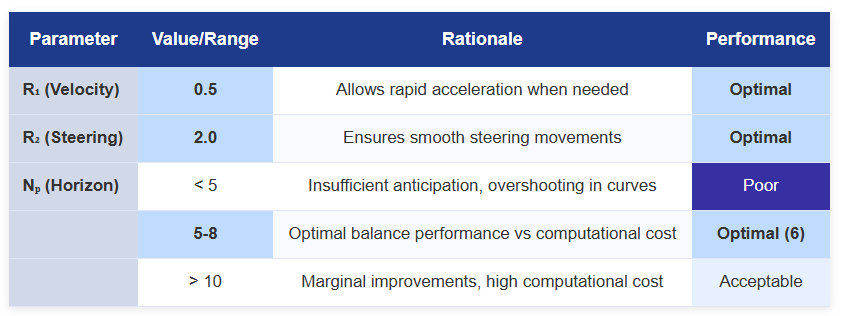 Parameter Value/Range Rationale Performance
R₁ (Velocity) 0.5 Allows rapid acceleration when needed Optimal
R₂ (Steering) 2.0 Ensures smooth steering movements Optimal
Nₚ (Horizon) < 5 Insufficient anticipation, overshooting in curves Poor
5-8 Optimal balance performance vs computational cost Optimal (6)
> 10 Marginal improvements, high computational cost Acceptable